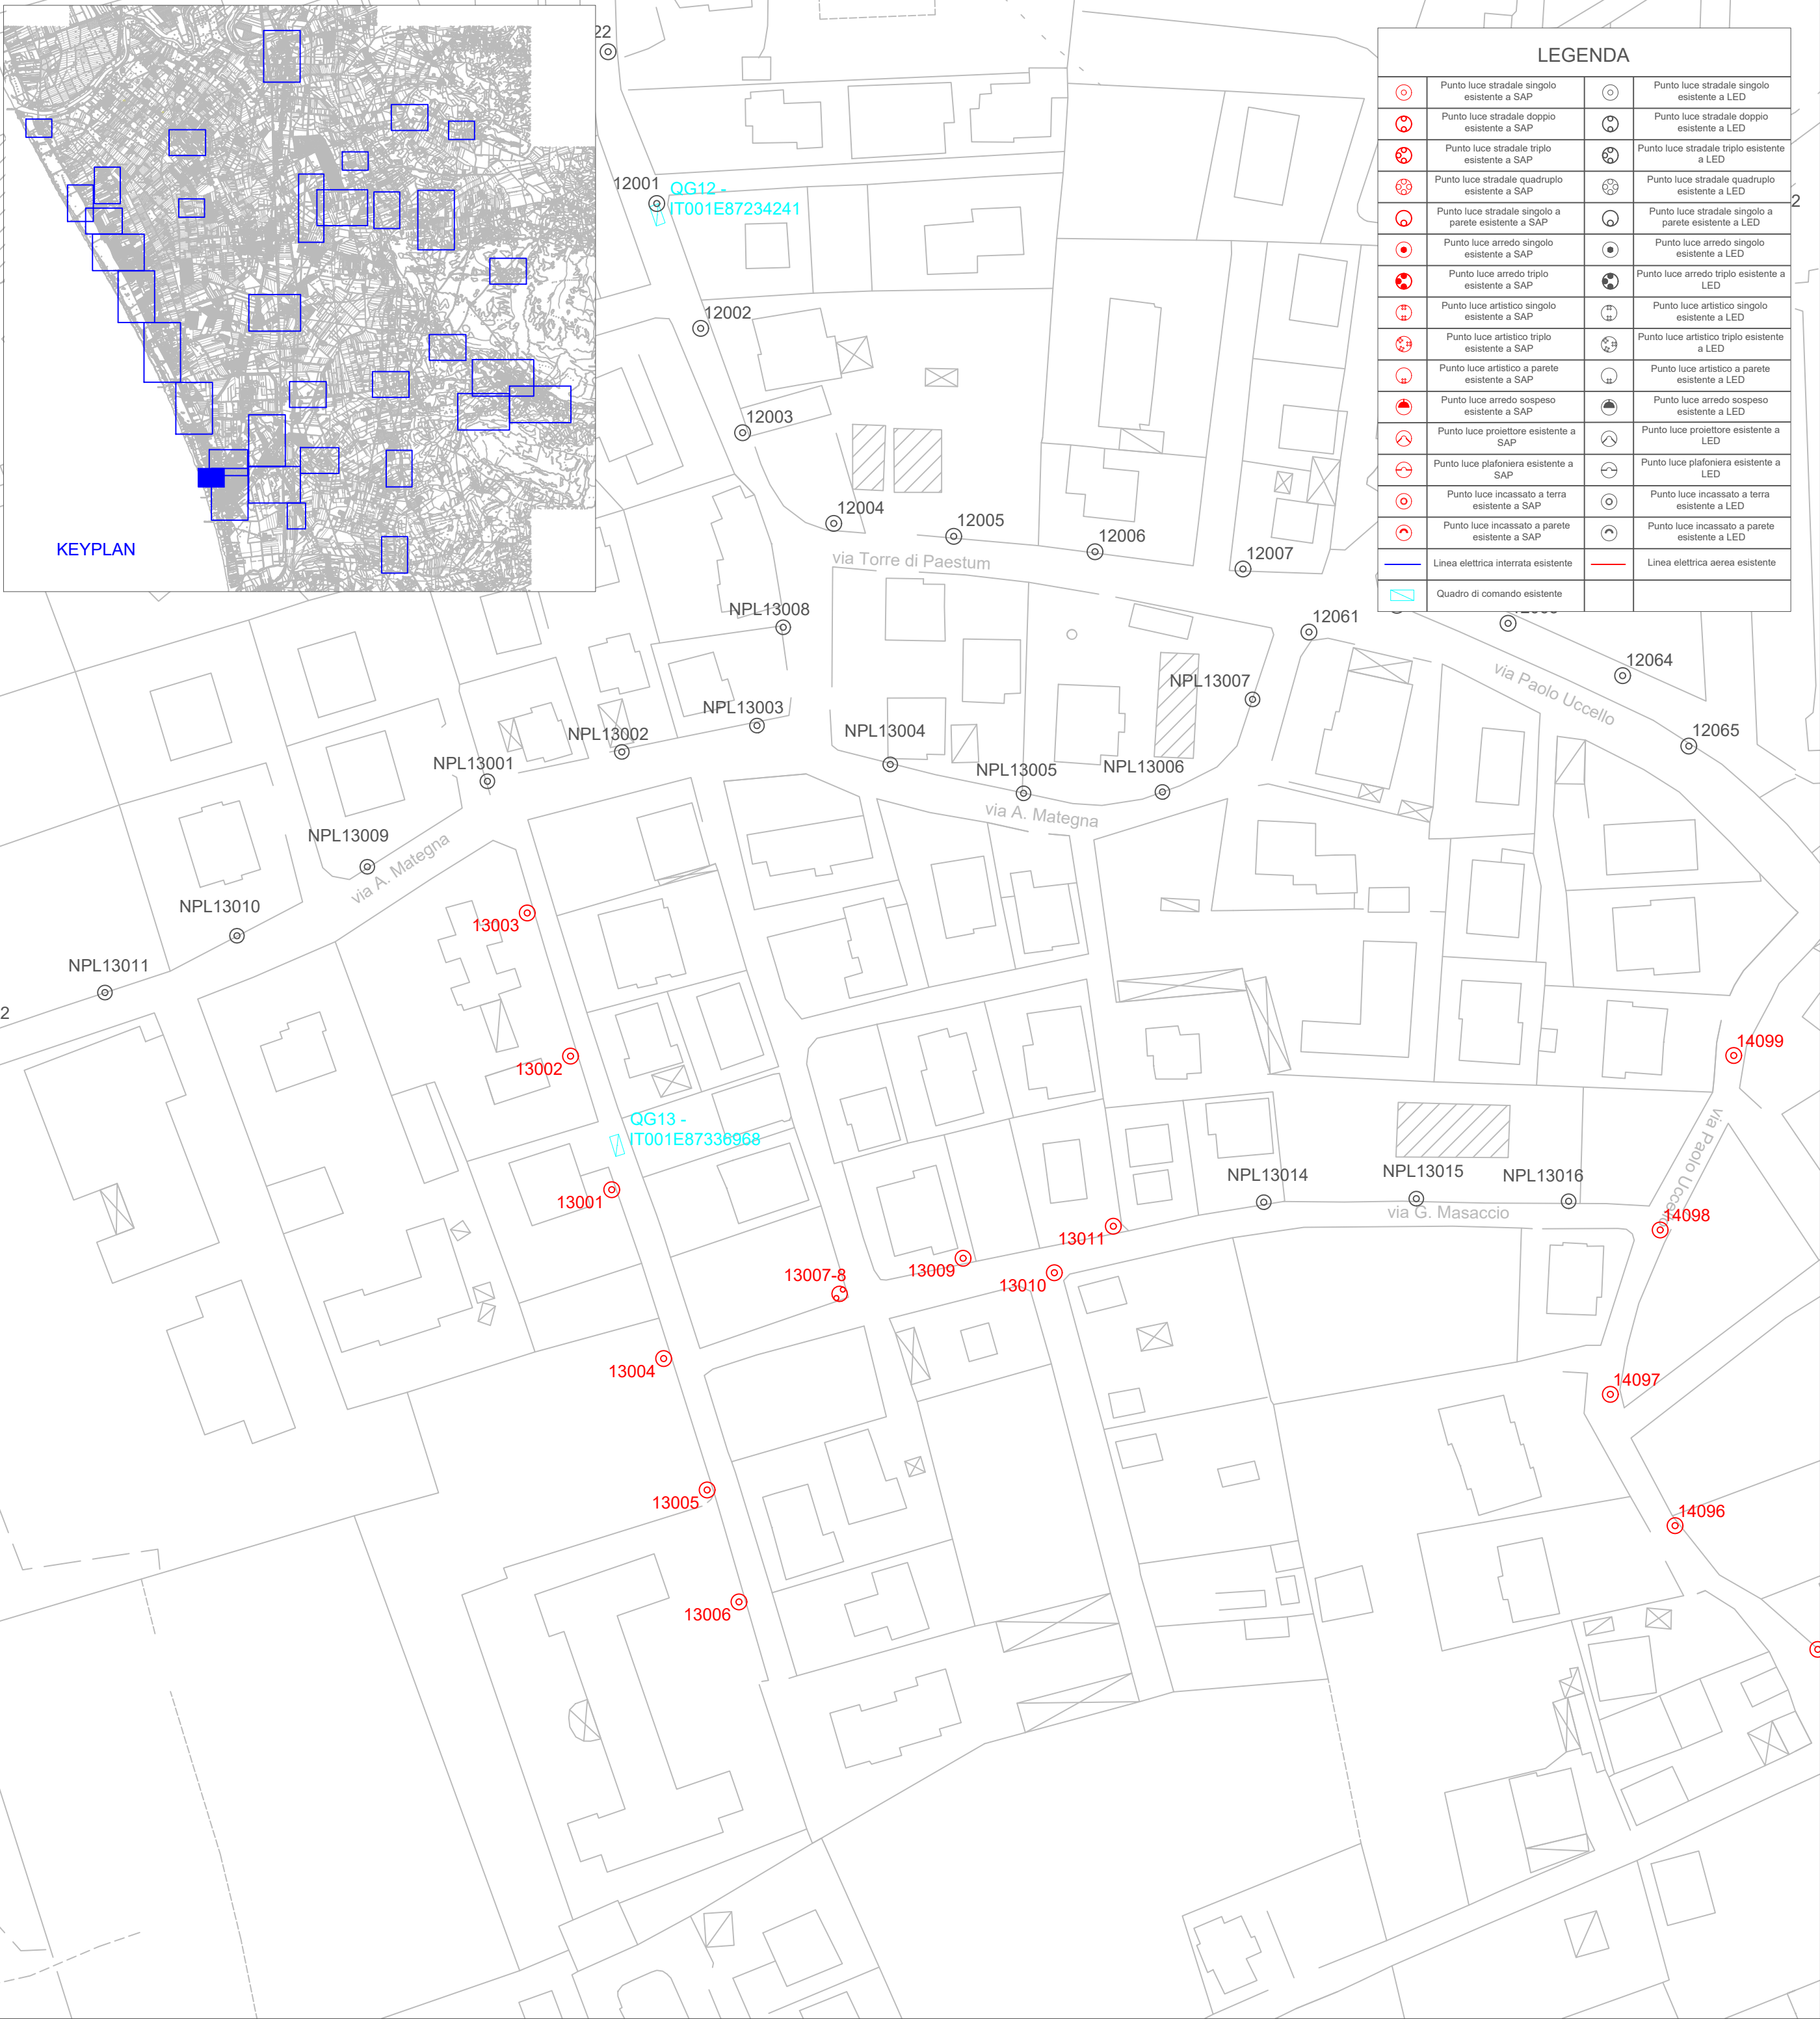 LEGENDA
Punto luce stradale singolo
esistente a SAP
Punto luce stradale singolo
esistente a LED
Punto luce stradale doppio
esistente a SAP
Punto luce stradale doppio
esistente a LED
Punto luce stradale triplo
esistente a SAP
Punto luce stradale triplo esistente
a LED
Punto luce stradale quadruplo
esistente a SAP
Punto luce stradale quadruplo
esistente a LED
Punto luce stradale singolo a
parete esistente a SAP
Punto luce stradale singolo a
parete esistente a LED
Punto luce arredo singolo
esistente a SAP
Punto luce arredo singolo
esistente a LED
Punto luce arredo triplo
esistente a SAP
Punto luce arredo triplo esistente a
LED
Punto luce artistico singolo
esistente a SAP
Punto luce artistico singolo
esistente a LED
Punto luce artistico triplo
esistente a SAP
Punto luce artistico triplo esistente
a LED
Punto luce artistico a parete
esistente a SAP
Punto luce artistico a parete
esistente a LED
Punto luce arredo sospeso
esistente a SAP
Punto luce arredo sospeso
esistente a LED
Punto luce proiettore esistente a
SAP
Punto luce proiettore esistente a
LED
Punto luce plafoniera esistente a
SAP
Punto luce plafoniera esistente a
LED
Punto luce incassato a terra
esistente a SAP
Punto luce incassato a terra
esistente a LED
Punto luce incassato a parete
esistente a SAP
Punto luce incassato a parete
esistente a LED
Linea elettrica interrata esistente
Linea elettrica aerea esistente
Quadro di comando esistente
KEYPLAN
22
12001
QG12 -
IT001E87234241
2
12002
12003
12004
12005
12006
12007
via Torre di Paestum
NPL13008
12061
12064
via Paolo Uccello
NPL13007
NPL13003
NPL13002
NPL13004
12065
NPL13001
NPL13005
NPL13006
via A. Mategna
NPL13009
via A. Mategna
NPL13010
13003
NPL13011
2
13002
14099
QG13 -
IT001E87336968
via Paolo Uccello
NPL13014
NPL13015
NPL13016
13001
via G. Masaccio
14098
13011
13009
13007-8
13010
13004
14097
13005
14096
13006